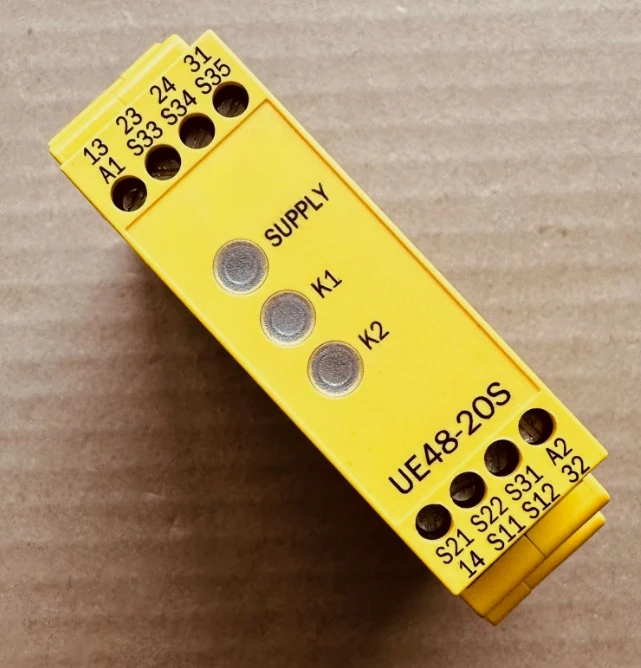 13 23 24 31
A1 S33 S34 S35
SUPPLY
K1
K2
UE48-20S
S21 S22 S31 A2
14 S11 S12 32